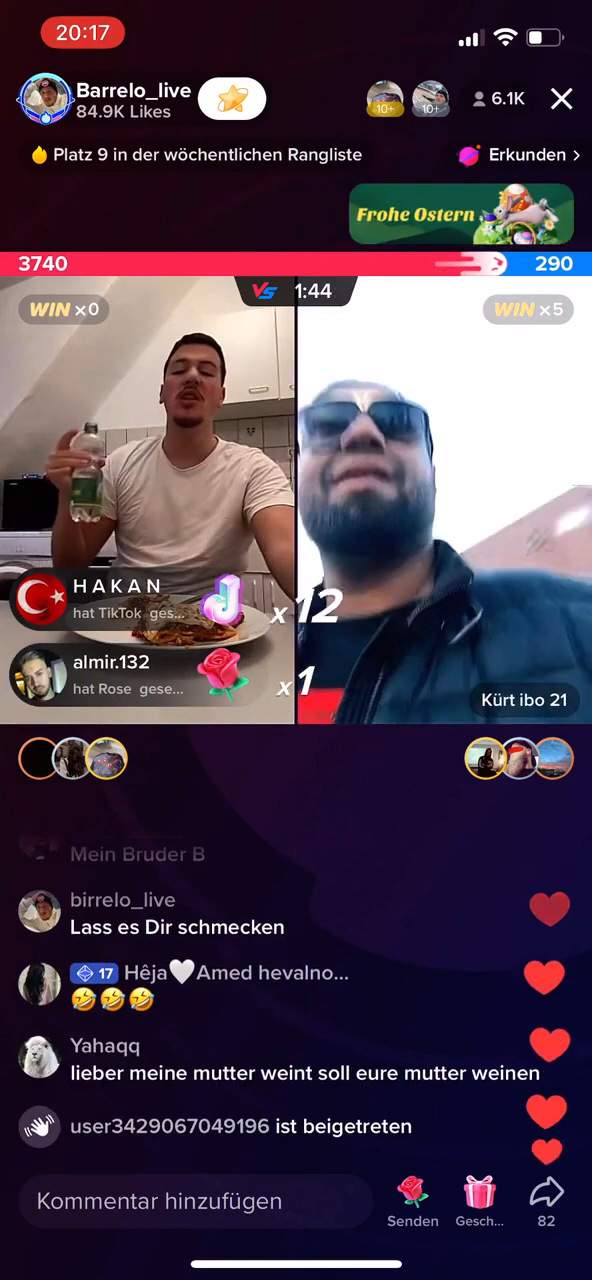 20:17
Barrelo_live
84.9K Likes
10+
10+
6.1K
Platz 9 in der wöchentlichen Rangliste
Erkunden >
Frohe Ostern
3740
290
VS 1:44
WIN x0
WIN x5
HAKAN
hat TikTok ges...
x12
almir.132
hat Rose gese...
x1
Kürt ibo 21
Mein Bruder B
birrelo_live
Lass es Dir schmecken
17 Hêja🤍Amed hevalno...
🤣🤣🤣
Yahaqq
lieber meine mutter weint soll eure mutter weinen
user3429067049196 ist beigetreten
Kommentar hinzufügen
Senden
Gesch...
82